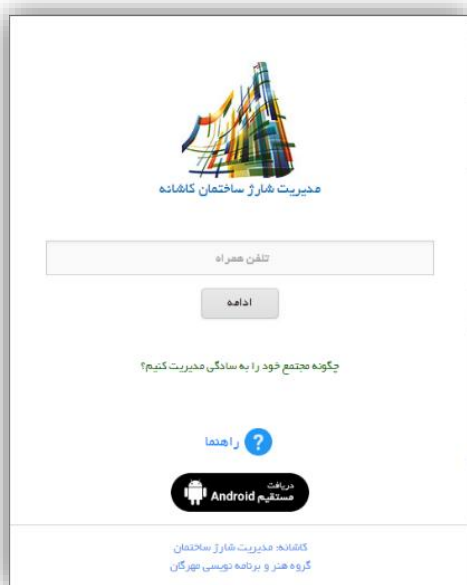 مدیریت شارژ ساختمان کاشانه
تلفن همراه
ادامه
چگونه مجتمع خود را به سادگی مدیریت کنیم؟
? راهنما
دریافت
مستقیم Android
کاشانه: مدیریت شارژ ساختمان
گروه هنر و برنامه نویسی مهرگان